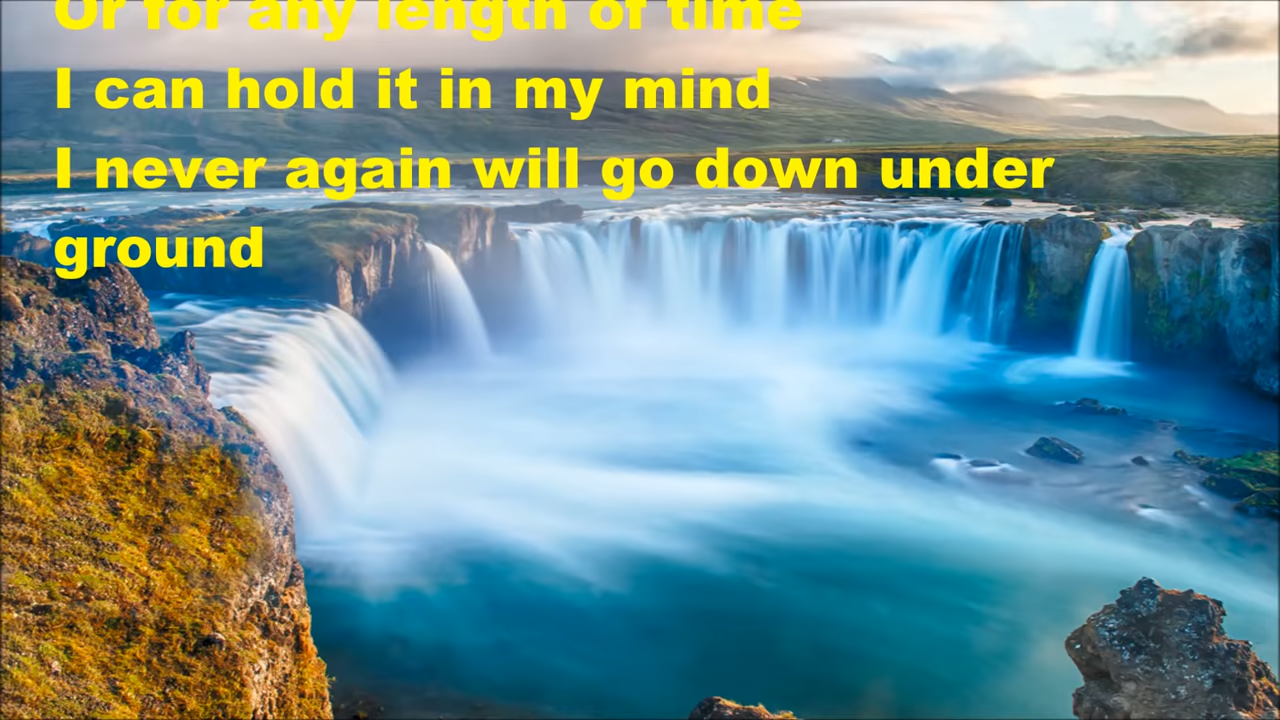 Or for any length of time
I can hold it in my mind
I never again will go down under
ground